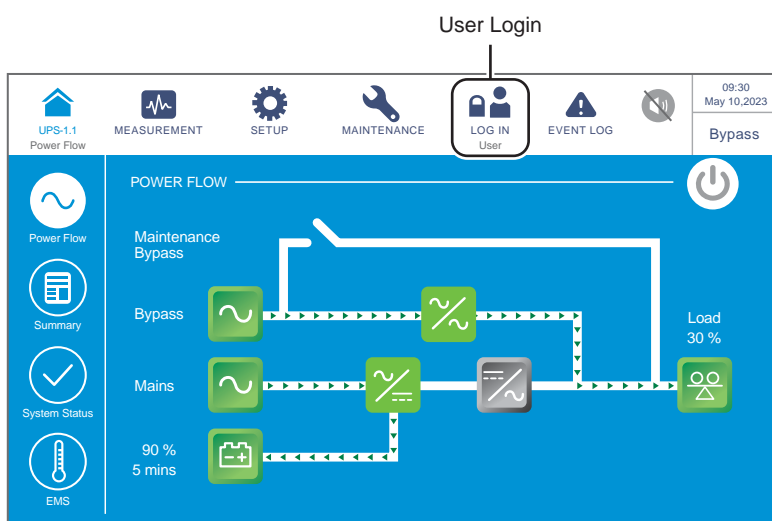 User Login
UPS-1.1
Power Flow
MEASUREMENT
SETUP
MAINTENANCE
LOG IN
User
EVENT LOG
09:30
May 10,2023
Bypass
Power Flow
Summary
System Status
EMS
POWER FLOW
Maintenance
Bypass
Bypass
Mains
90 %
5 mins
Load
30 %